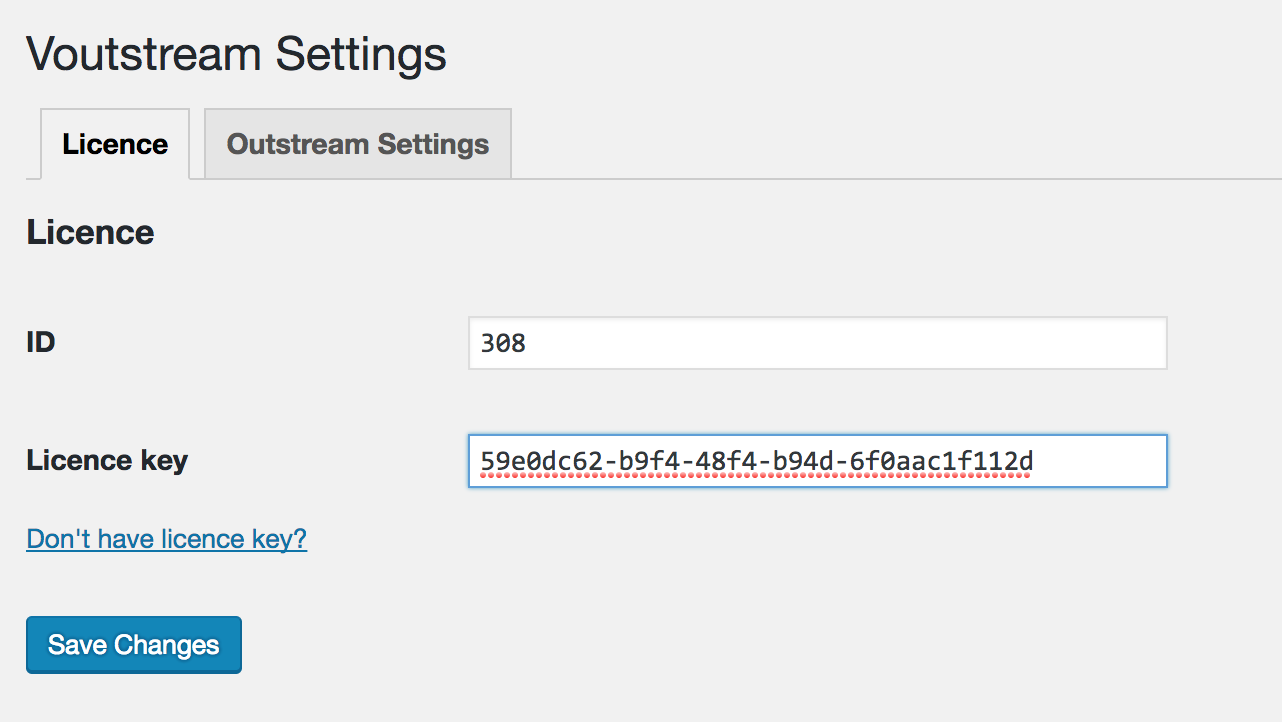 Voutstream Settings
Licence
Outstream Settings
Licence
ID
308
Licence key
59e0dc62-b9f4-48f4-b94d-6f0aac1f112d
Don't have licence key?
Save Changes